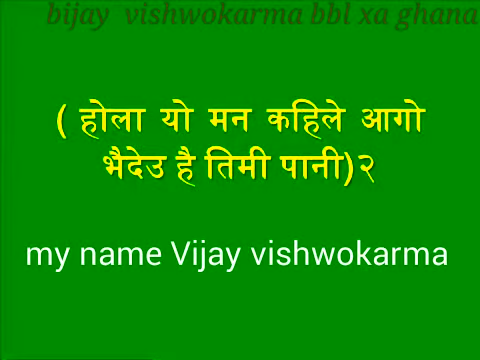 bijay vishwokarma bbl xa ghana
( होला यो मन कहिले आगो
भैदेउ है तिमी पानी)२
my name Vijay vishwokarma